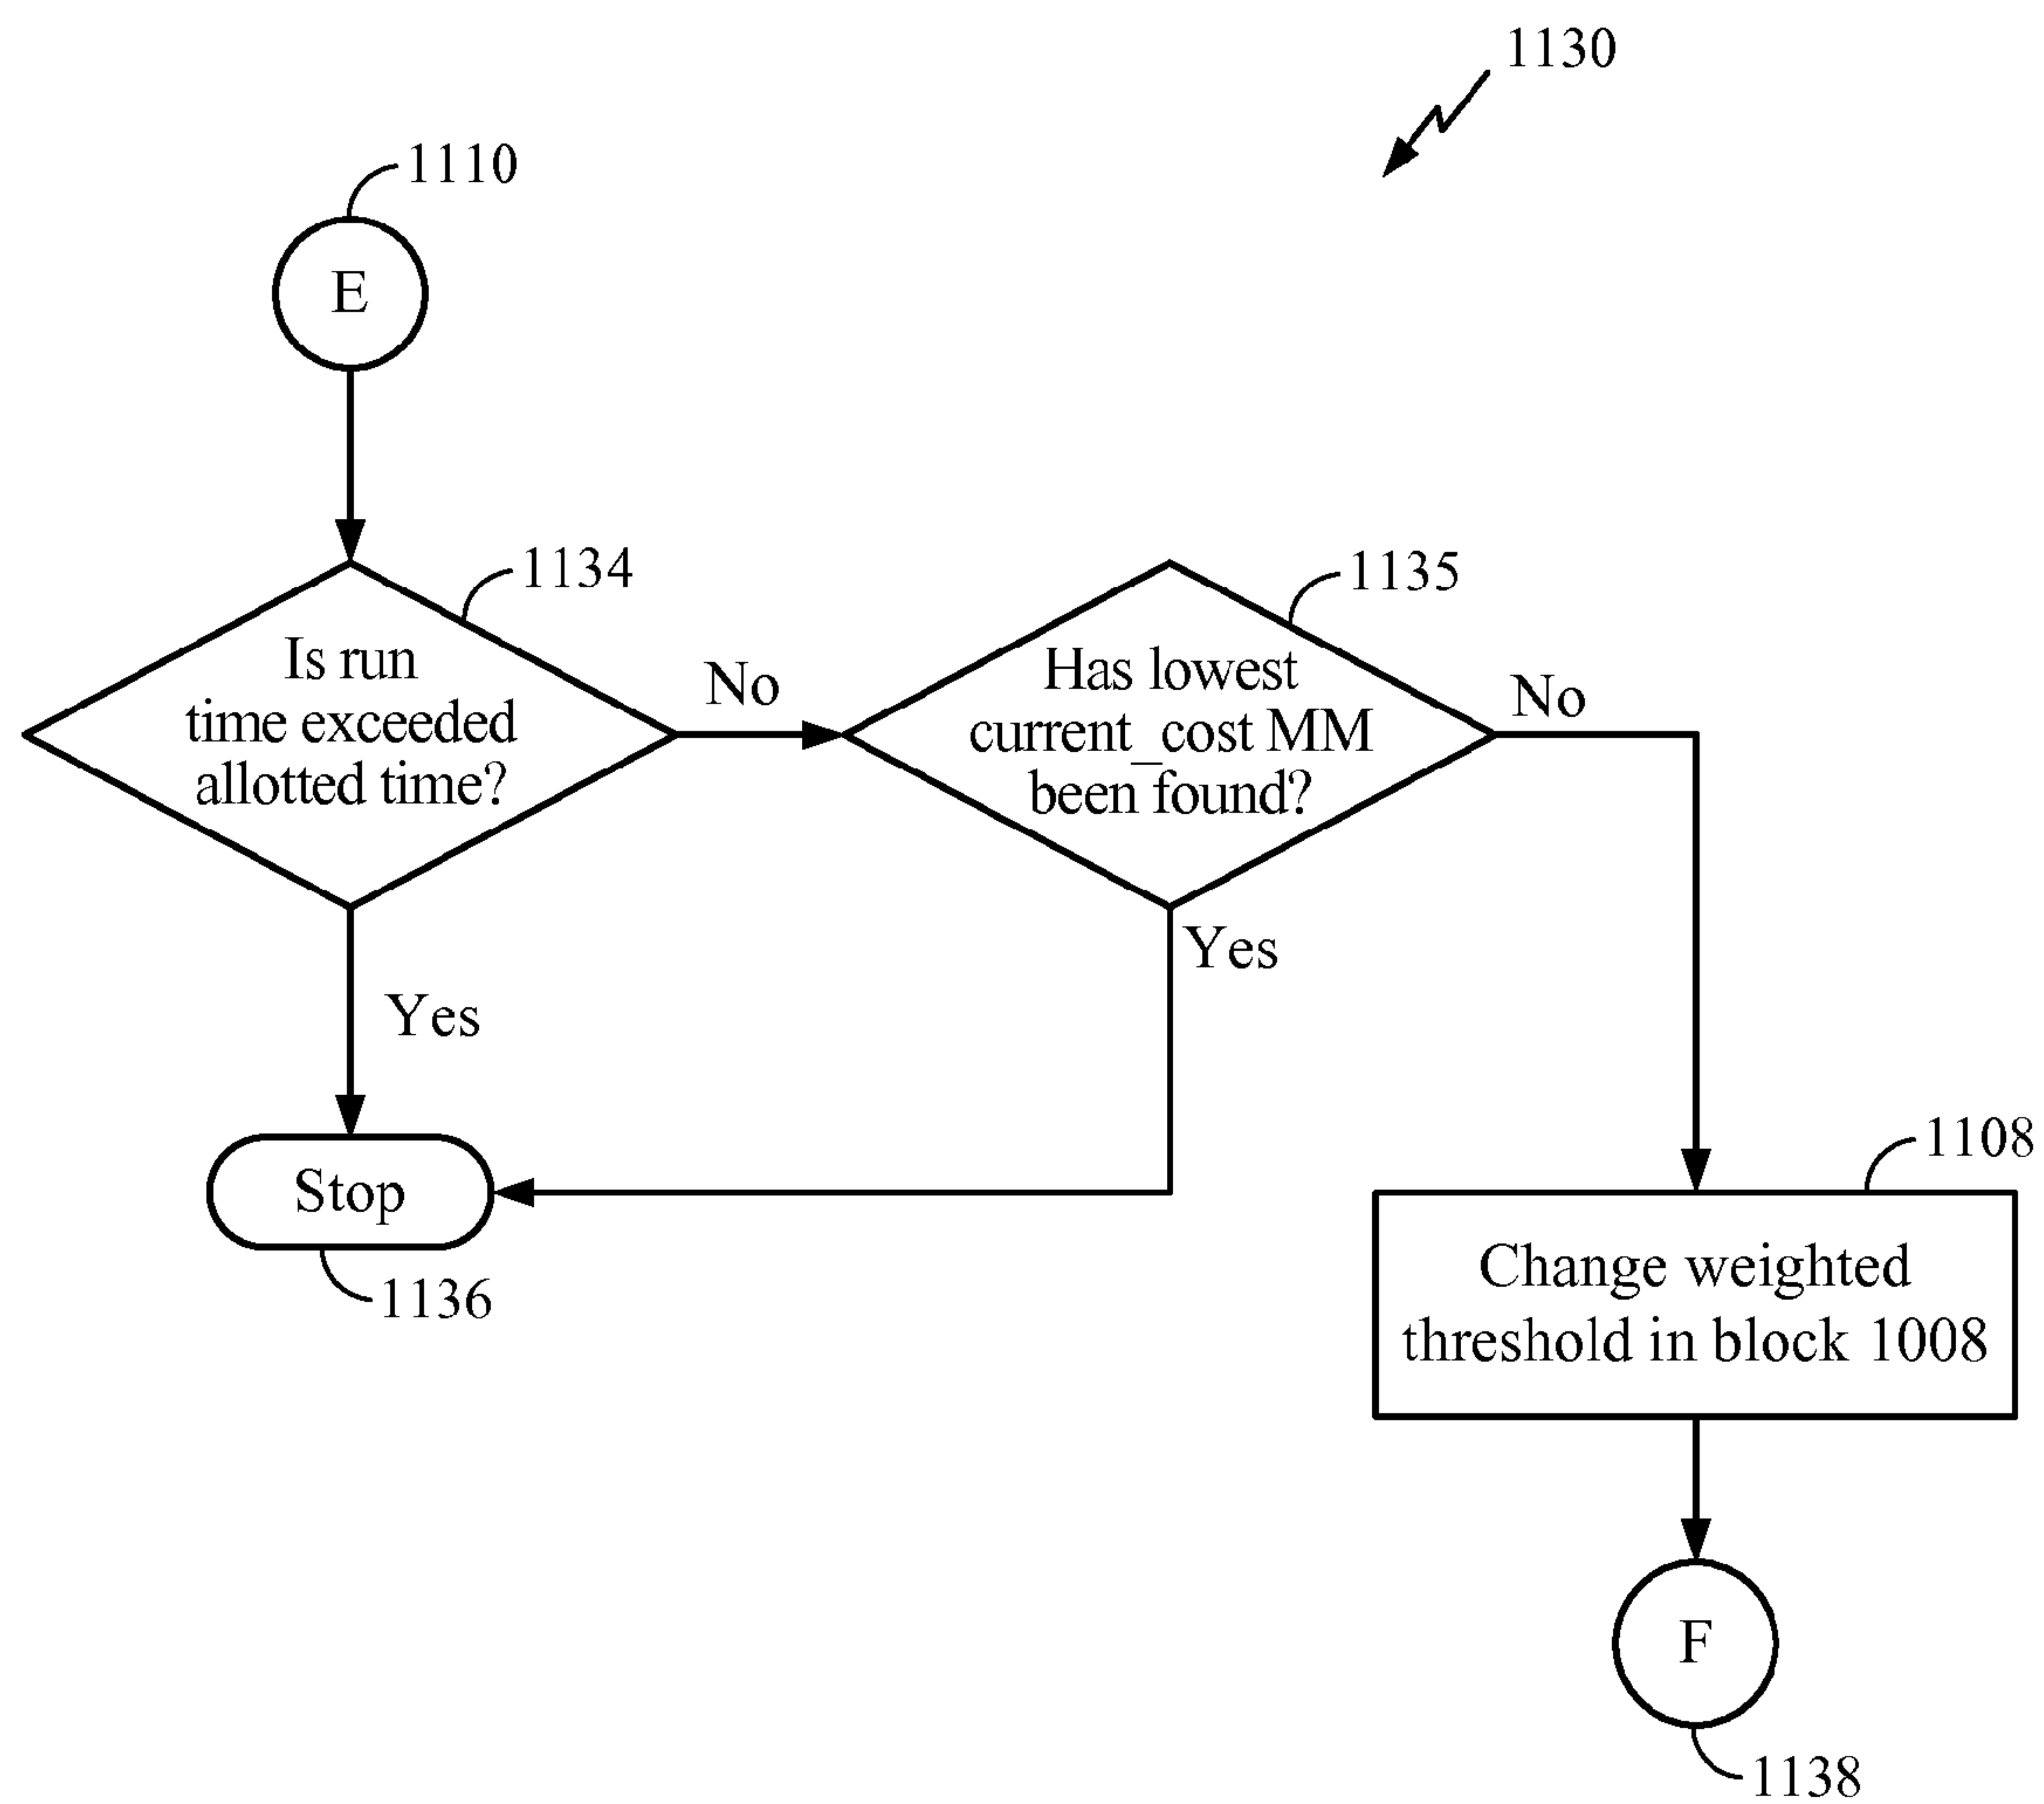 1130
1110
E
1134
Is run
time exceeded
allotted time?
No
1135
Has lowest
current_cost MM
been found?
No
Yes
Yes
Stop
1136
1108
Change weighted
threshold in block 1008
F
1138